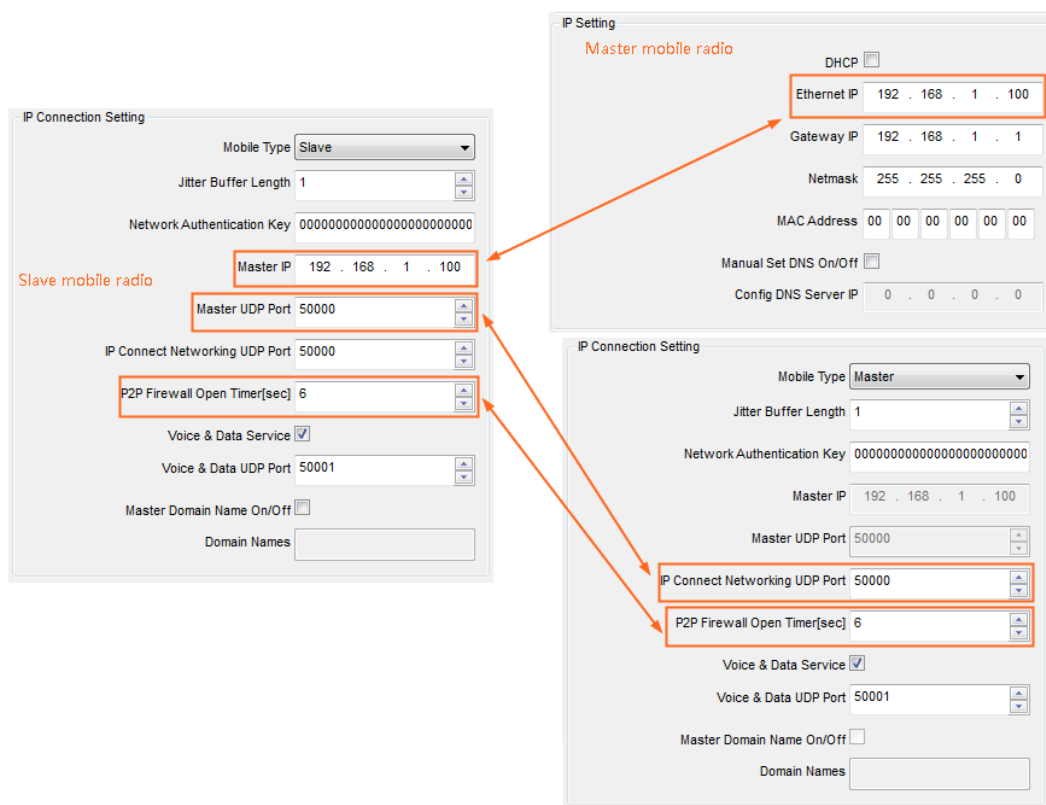 IP Setting
Master mobile radio
DHCP
Ethernet IP 192 . 168 . 1 . 100
Gateway IP 192 . 168 . 1 . 1
Netmask 255 . 255 . 255 . 0
MAC Address 00 00 00 00 00 00
Manual Set DNS On/Off
Config DNS Server IP 0 . 0 . 0 . 0
IP Connection Setting
Mobile Type Slave
Jitter Buffer Length 1
Network Authentication Key 000000000000000000000000
Slave mobile radio
Master IP 192 . 168 . 1 . 100
Master UDP Port 50000
IP Connect Networking UDP Port 50000
P2P Firewall Open Timer[sec] 6
Voice & Data Service
Voice & Data UDP Port 50001
Master Domain Name On/Off
Domain Names
IP Connection Setting
Mobile Type Master
Jitter Buffer Length 1
Network Authentication Key 000000000000000000000000
Master IP 192 . 168 . 1 . 100
Master UDP Port 50000
IP Connect Networking UDP Port 50000
P2P Firewall Open Timer[sec] 6
Voice & Data Service
Voice & Data UDP Port 50001
Master Domain Name On/Off
Domain Names